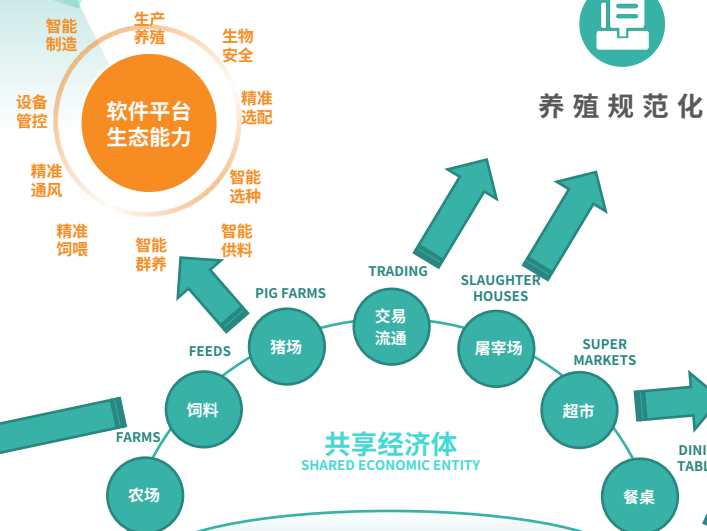 智能
制造
生产
养殖
生物
安全
设备
管控
精准
选配
软件平台
生态能力
精准
通风
智能
选种
精准
饲喂
智能
群养
智能
供料
养殖规范化
TRADING
SLAUGHTER
HOUSES
PIG FARMS
交易
流通
猪场
屠宰场
FEEDS
SUPER
MARKETS
饲料
超市
FARMS
共享经济体
SHARED ECONOMIC ENTITY
农场
餐桌